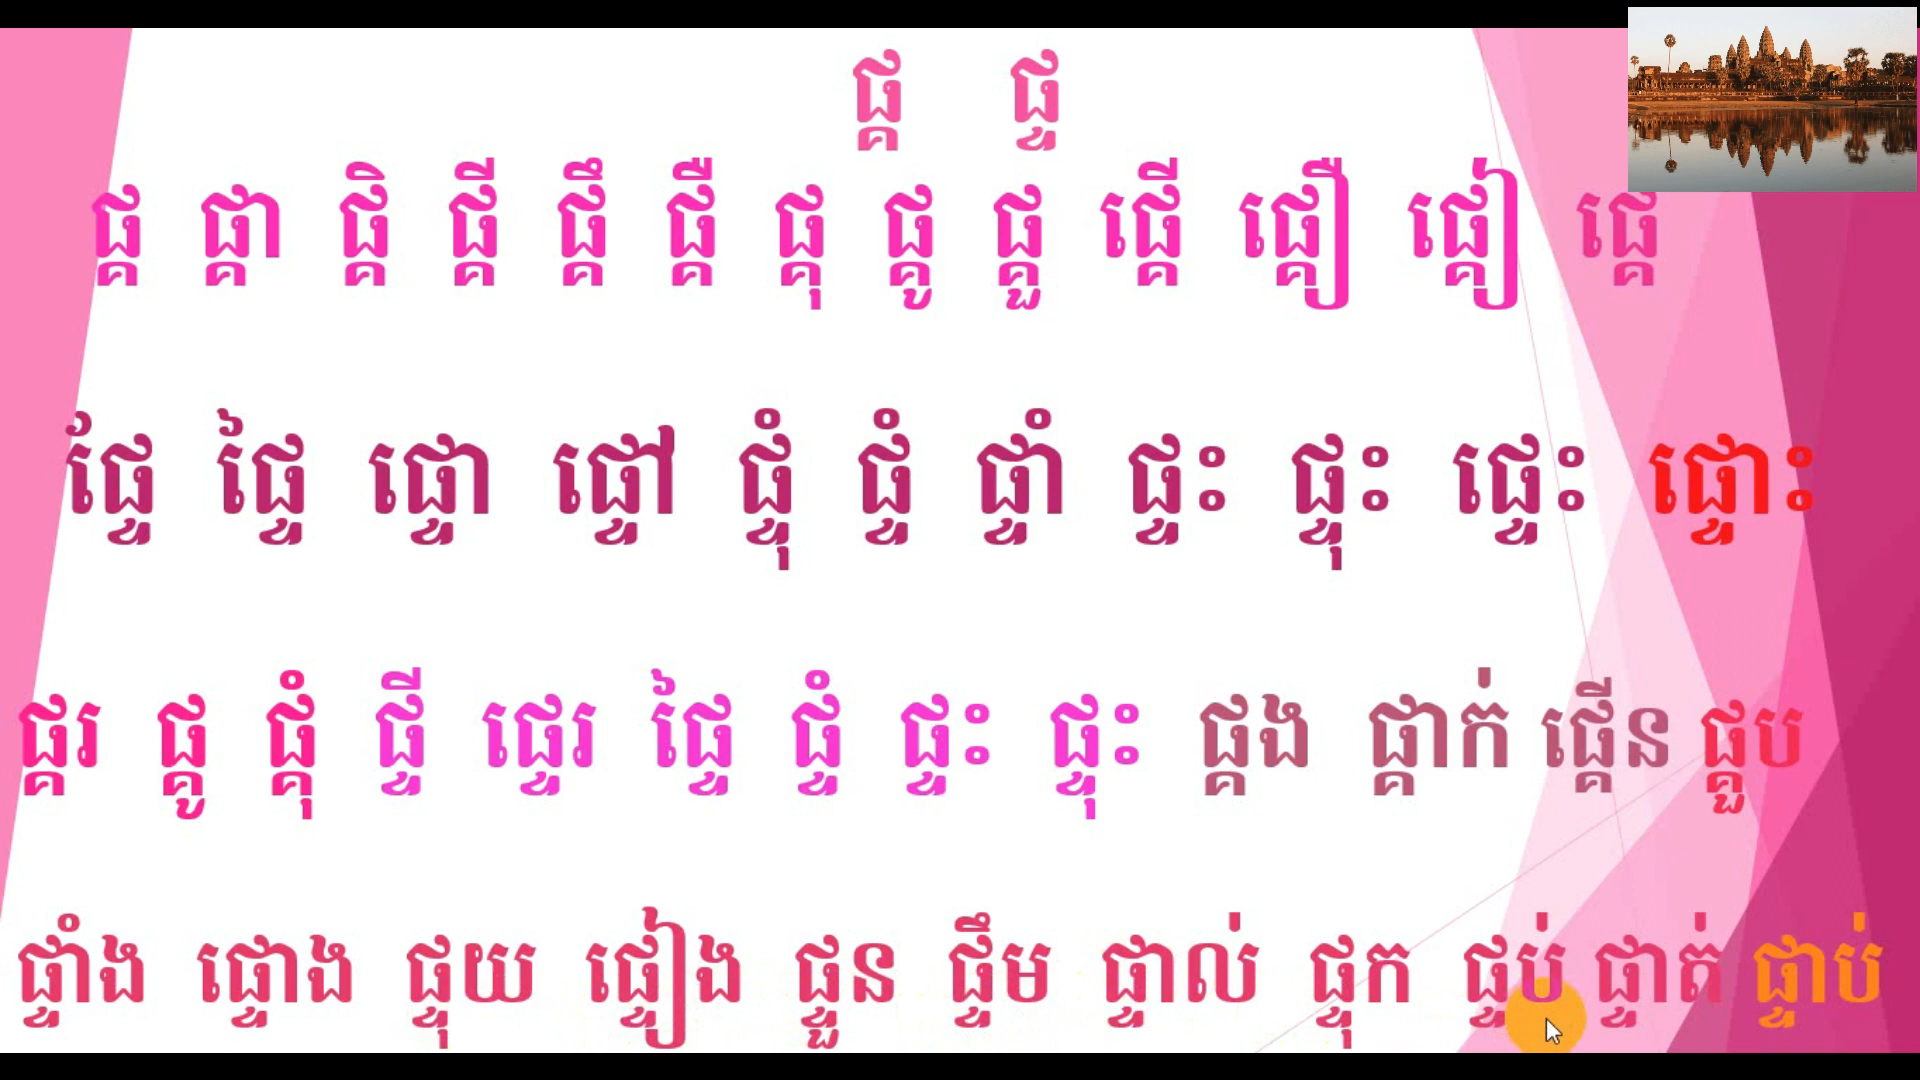 ផ្គ ផ្ទ
ផ្គ ផ្គា ផ្គិ ផ្គី ផ្គឹ ផ្គឺ ផ្គុ ផ្គូ ផ្គួ ផ្គើ ផ្គឿ ផ្គៀ ផ្គេ
ផ្ទែ ផ្ទៃ ផ្ទោ ផ្ទៅ ផ្ទុំ ផ្ទំ ផ្ទាំ ផ្ទះ ផ្ទុះ ផ្ទេះ ផ្ទោះ
ផ្គរ ផ្គូ ផ្គុំ ផ្ទី ផ្ទេរ ផ្ទៃ ផ្ទំ ផ្ទះ ផ្ទុះ ផ្គង ផ្គាក់ ផ្គើន ផ្គួប
ផ្ទាំង ផ្ទោង ផ្ទុយ ផ្ទៀង ផ្ទួន ផ្ទឹម ផ្ទាល់ ផ្ទុក ផ្ទប់ ផ្ទាត់ ផ្ទាប់